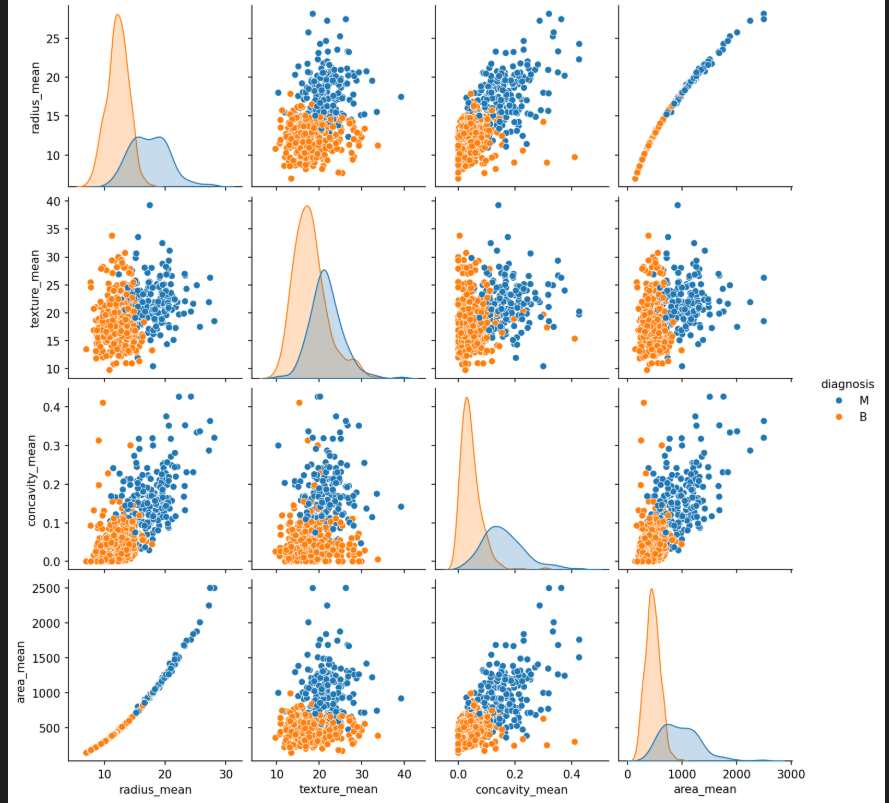 radius_mean
25
20
15
10
texture_mean
40
35
30
25
20
15
10
diagnosis
M
B
concavity_mean
0.4
0.3
0.2
0.1
0.0
area_mean
2500
2000
1500
1000
500
10 20 30 10 20 30 40 0.0 0.2 0.4 0 1000 2000 3000
radius_mean texture_mean concavity_mean area_mean